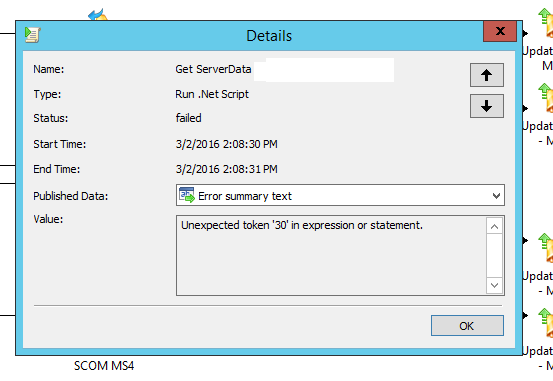 Details
x
Name:
Get ServerData
Type:
Run .Net Script
Status:
failed
Start Time:
3/2/2016 2:08:30 PM
End Time:
3/2/2016 2:08:31 PM
Published Data:
Error summary text
Value:
Unexpected token '30' in expression or statement.
OK
SCOM MS4
Updat
M
Updat
- M
Updat
- M
Updat
- M